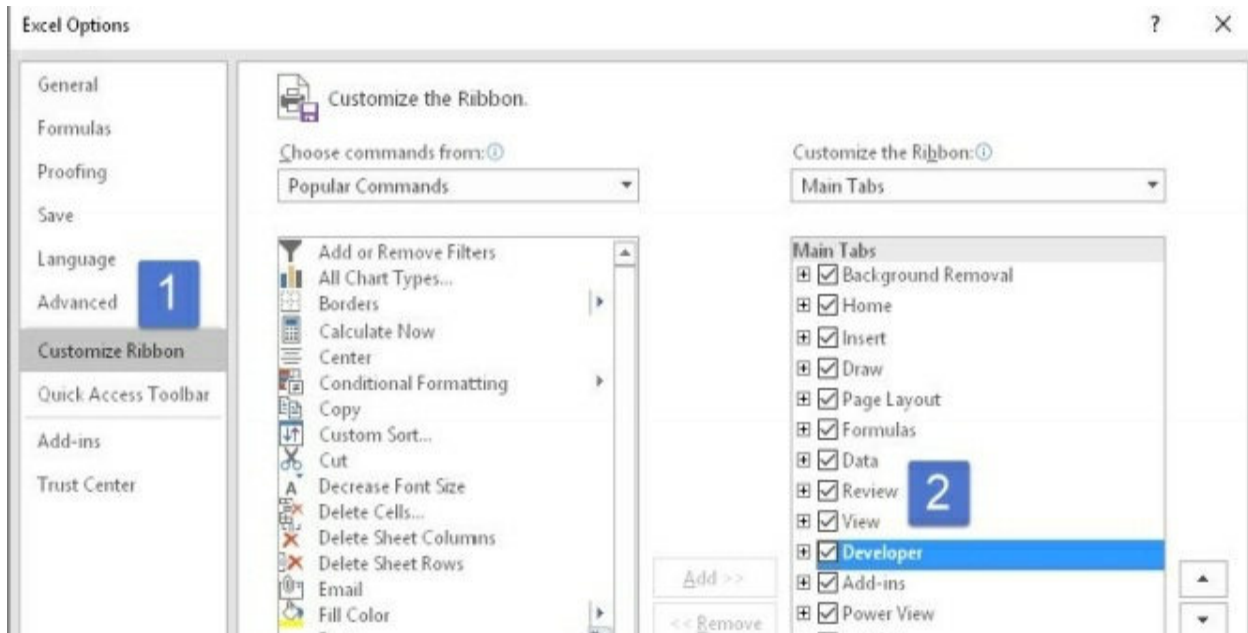 Excel Options
?
General
Formulas
Proofing
Save
Language
Advanced
1
Customize Ribbon
Quick Access Toolbar
Add-ins
Trust Center
Customize the Ribbon.
Choose commands from:
Popular Commands
Add or Remove Filters
All Chart Types...
Borders
Calculate Now
Center
Conditional Formatting
Copy
Custom Sort...
Cut
Decrease Font Size
Delete Cells...
Delete Sheet Columns
Delete Sheet Rows
Email
Fill Color
Add >>
<< Remove
Customize the Ribbon:
Main Tabs
Main Tabs
Background Removal
Home
Insert
Draw
Page Layout
Formulas
Data
Review
2
View
Developer
Add-ins
Power View